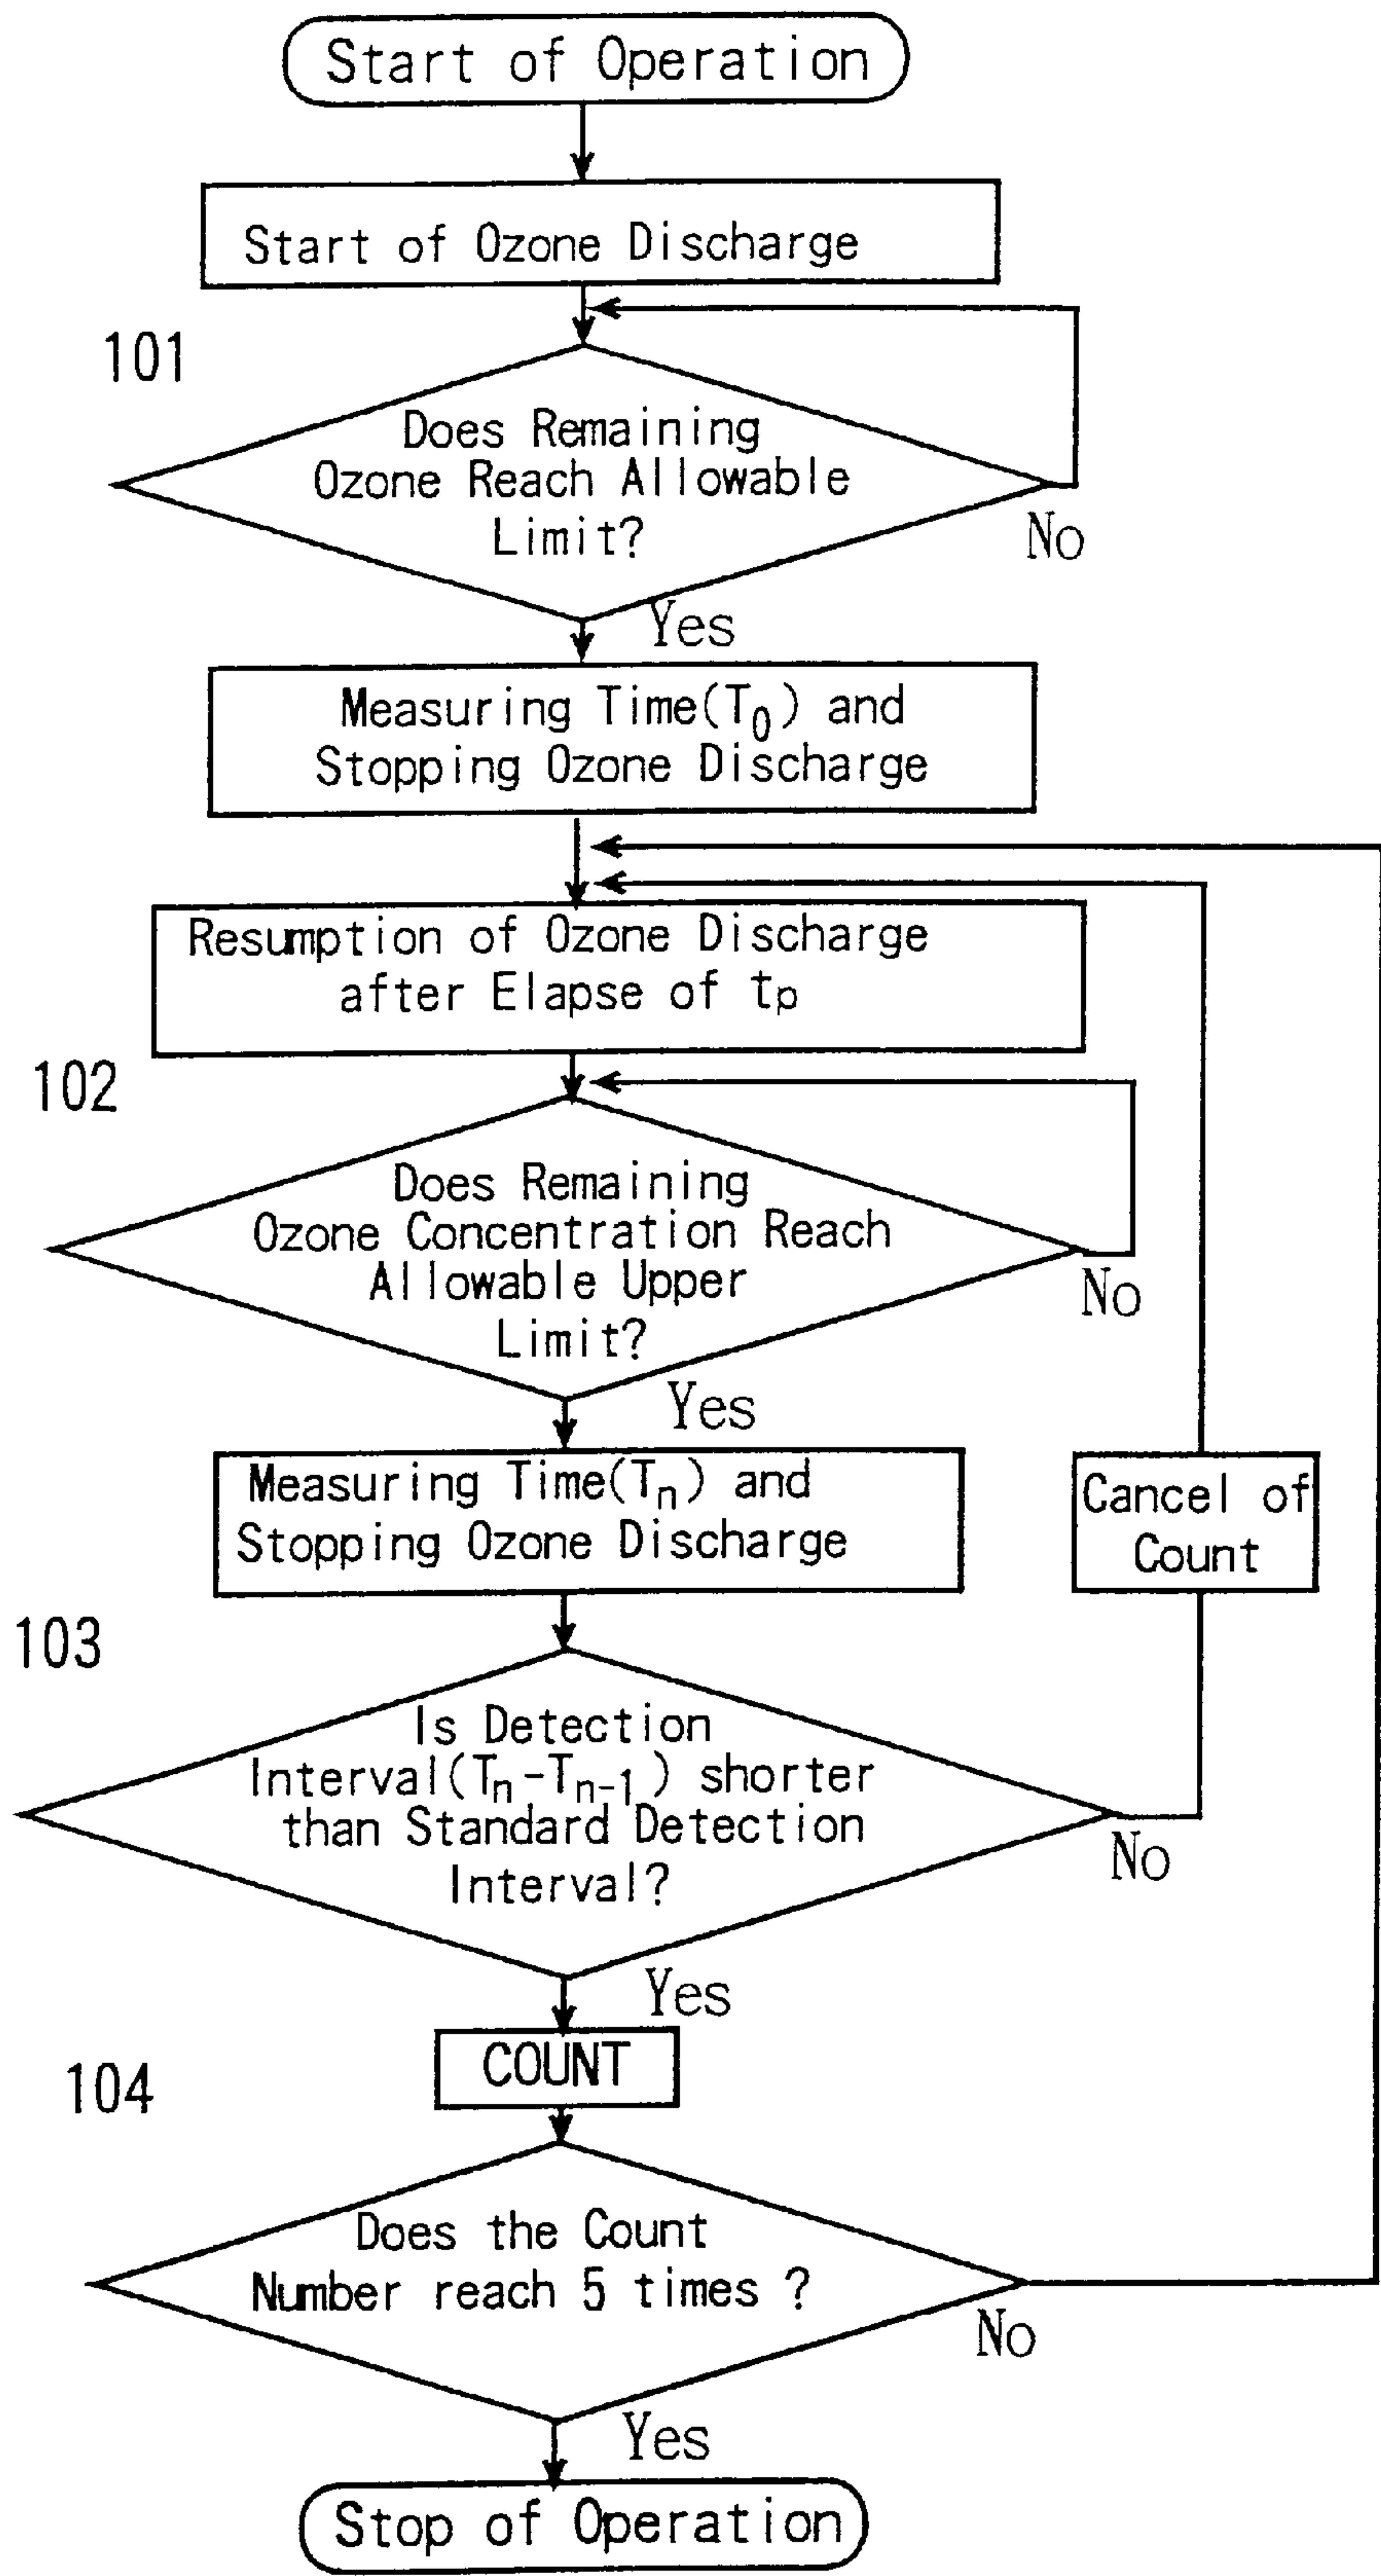 Start of Operation
Start of Ozone Discharge
101
Does Remaining
Ozone Reach Allowable
Limit?
No
Yes
Measuring Time(T₀) and
Stopping Ozone Discharge
Resumption of Ozone Discharge
after Elapse of tp
102
Does Remaining
Ozone Concentration Reach
Allowable Upper
Limit?
No
Yes
Measuring Time(Tₙ) and
Stopping Ozone Discharge
Cancel of
Count
103
Is Detection
Interval(Tₙ-Tₙ₋₁) shorter
than Standard Detection
Interval?
No
Yes
COUNT
104
Does the Count
Number reach 5 times ?
No
Yes
Stop of Operation